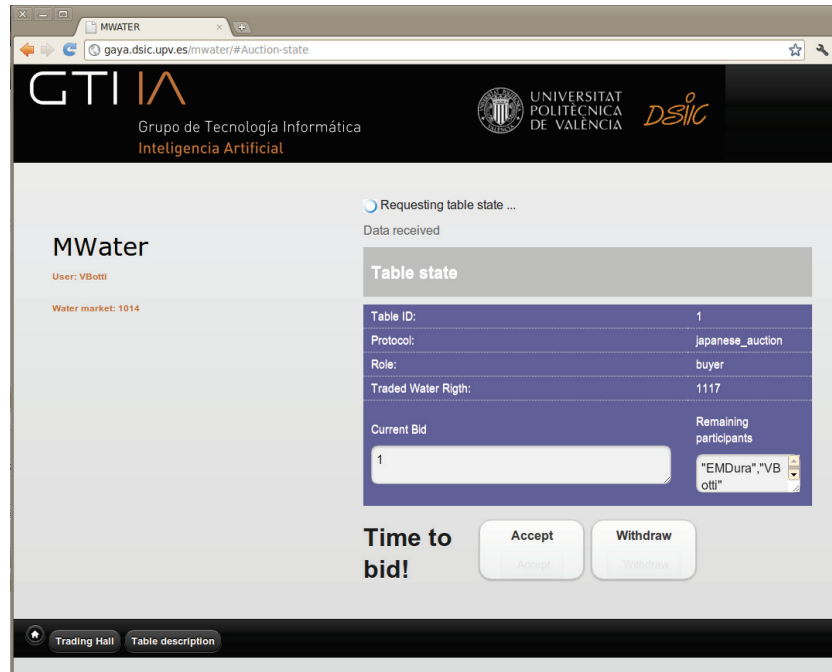 MWATER
gaya.dsic.upv.es/mwater/#Auction-state
GTI IA
Grupo de Tecnología Informática
Inteligencia Artificial
UNIVERSITAT
POLITÈCNICA
DE VALÈNCIA
DSIIC
Requesting table state ...
Data received
MWater
User: VBotti
Water market: 1014
Table state
Table ID: 1
Protocol: japanese_auction
Role: buyer
Traded Water Rigth: 1117
Current Bid
Remaining
participants
1
"EMDura","VB
otti"
Time to
bid!
Accept
Withdraw
Accept
Withdraw
Trading Hall
Table description